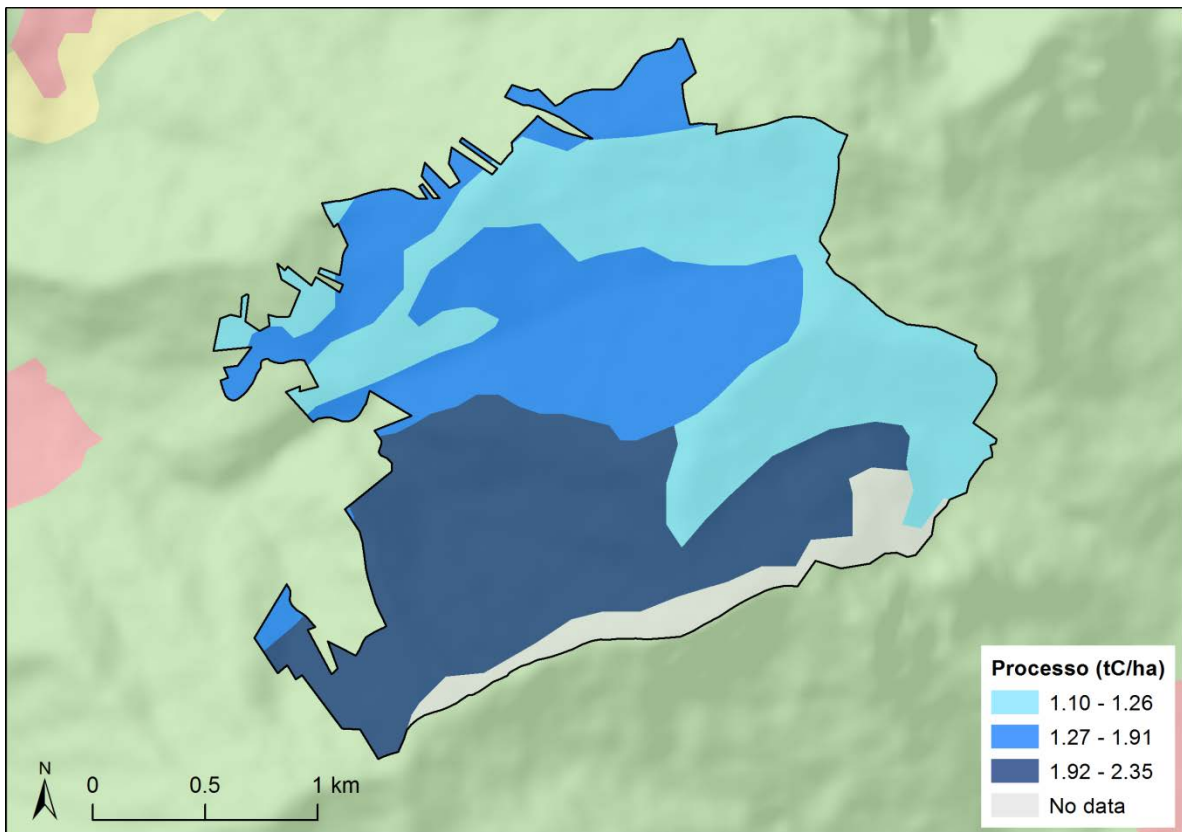 Processo (tC/ha)
1.10 - 1.26
1.27 - 1.91
1.92 - 2.35
No data
N
0 0.5 1 km